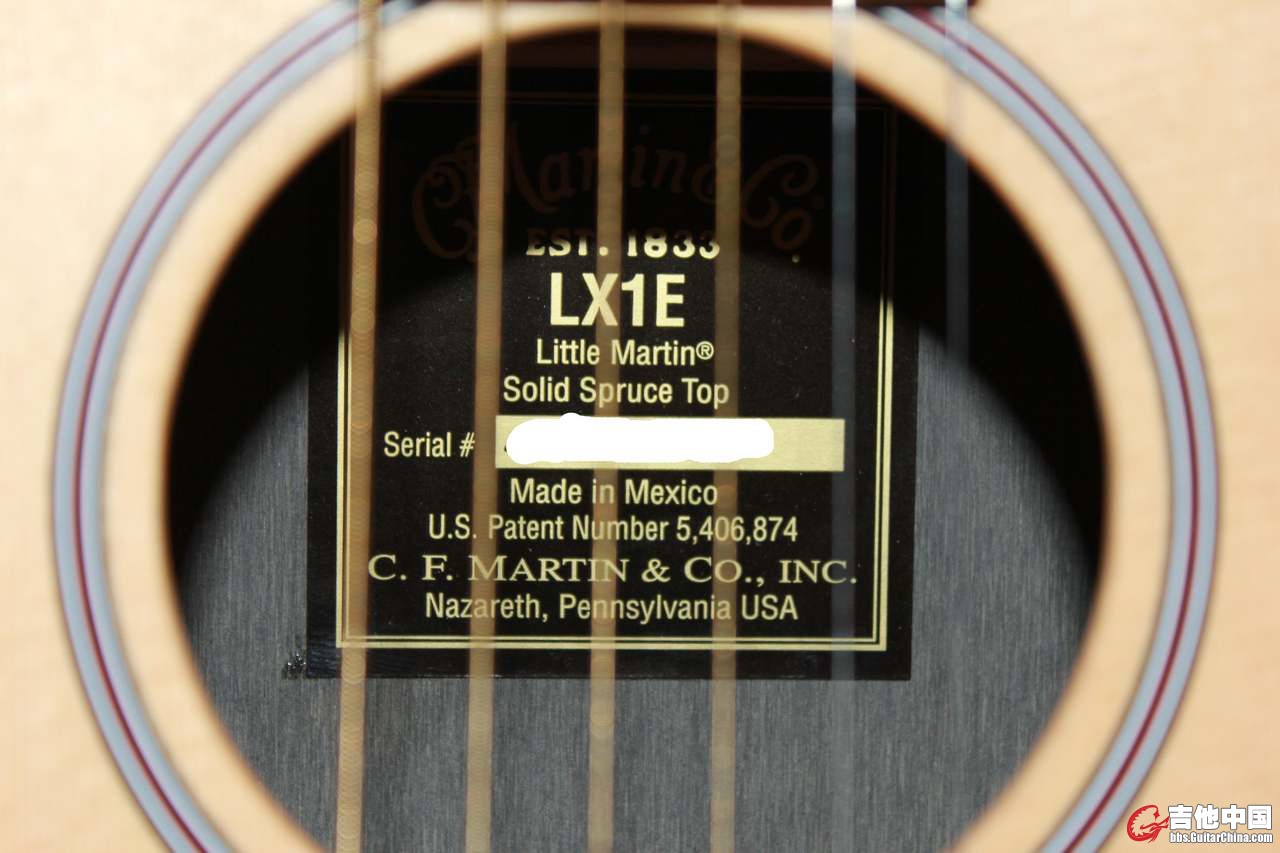 Martin & Co.
EST. 1833
LX1E
Little Martin®
Solid Spruce Top
Serial #
Made in Mexico
U.S. Patent Number 5,406,874
C. F. MARTIN & CO., INC.
Nazareth, Pennsylvania USA
吉他中国
bbs.GuitarChina.com